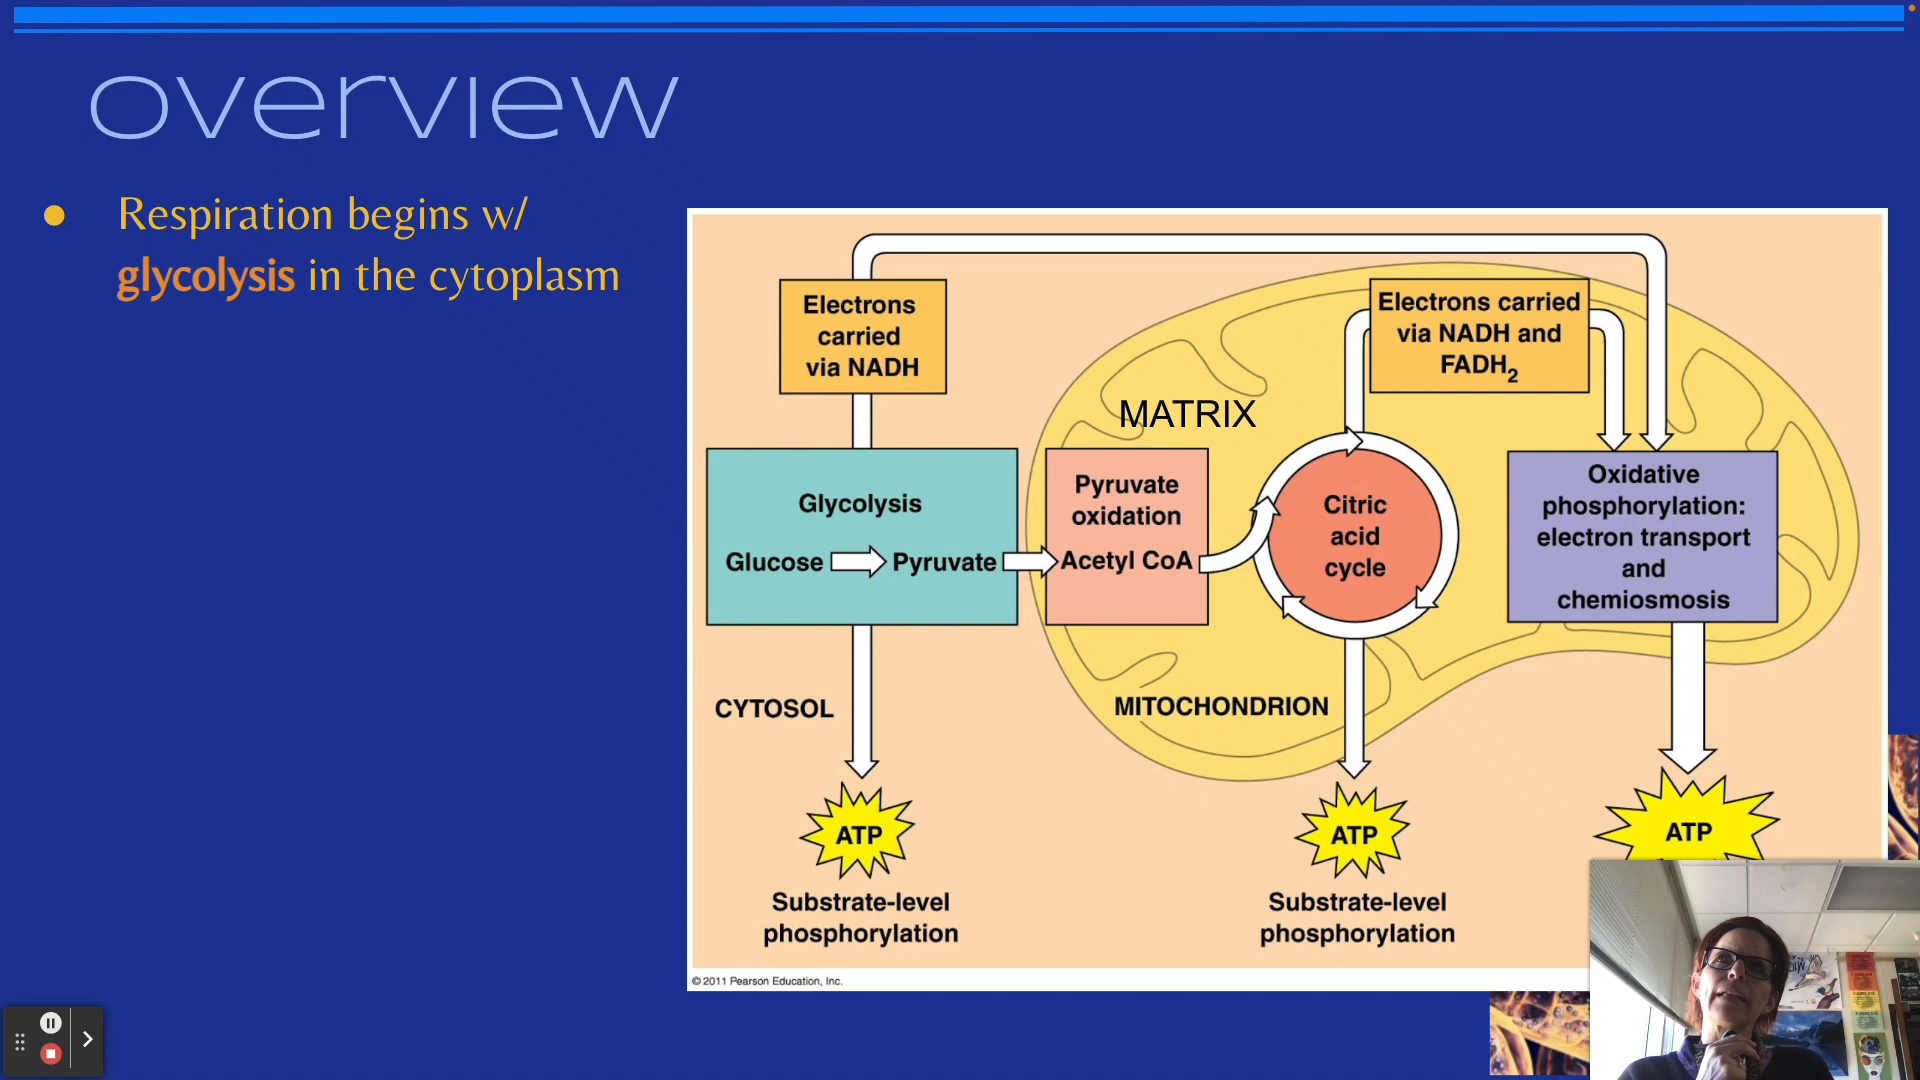 overview
● Respiration begins w/
glycolysis in the cytoplasm
Electrons
carried
via NADH
Electrons carried
via NADH and
FADH2
MATRIX
Glycolysis
Glucose
Pyruvate
Pyruvate
oxidation
Acetyl CoA
Citric
acid
cycle
Oxidative
phosphorylation:
electron transport
and
chemiosmosis
CYTOSOL
MITOCHONDRION
ATP
ATP
ATP
Substrate-level
phosphorylation
Substrate-level
phosphorylation
© 2011 Pearson Education, Inc.